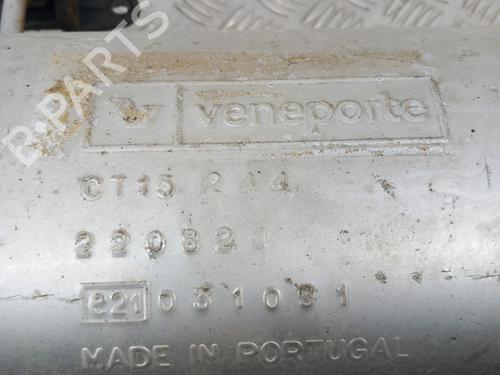 veneporte
CT15 244
220821
e21 031031
MADE IN PORTUGAL
B-PARTS